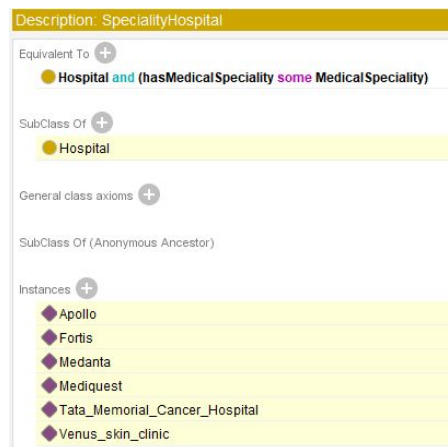 Description: SpecialityHospital
Equivalent To
Hospital and (hasMedicalSpeciality some MedicalSpeciality)
SubClass Of
Hospital
General class axioms
SubClass Of (Anonymous Ancestor)
Instances
Apollo
Fortis
Medanta
Mediquest
Tata_Memorial_Cancer_Hospital
Venus_skin_clinic